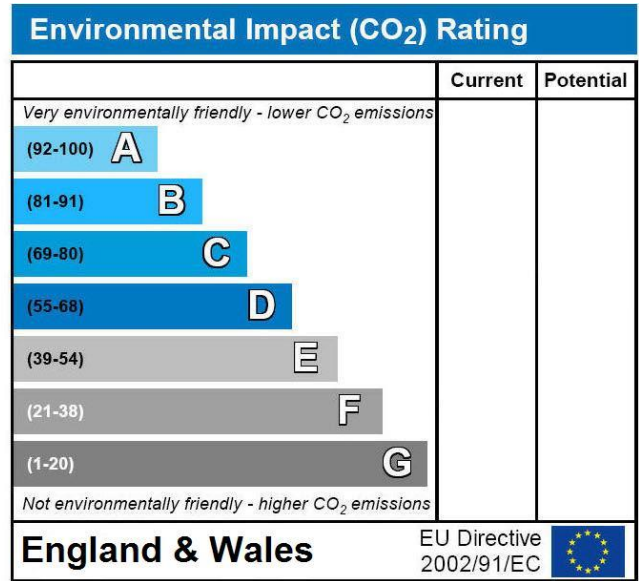 Environmental Impact (CO₂) Rating
Current Potential
Very environmentally friendly - lower CO₂ emissions
(92-100) A
(81-91) B
(69-80) C
(55-68) D
(39-54) E
(21-38) F
(1-20) G
Not environmentally friendly - higher CO₂ emissions
England & Wales
EU Directive
2002/91/EC